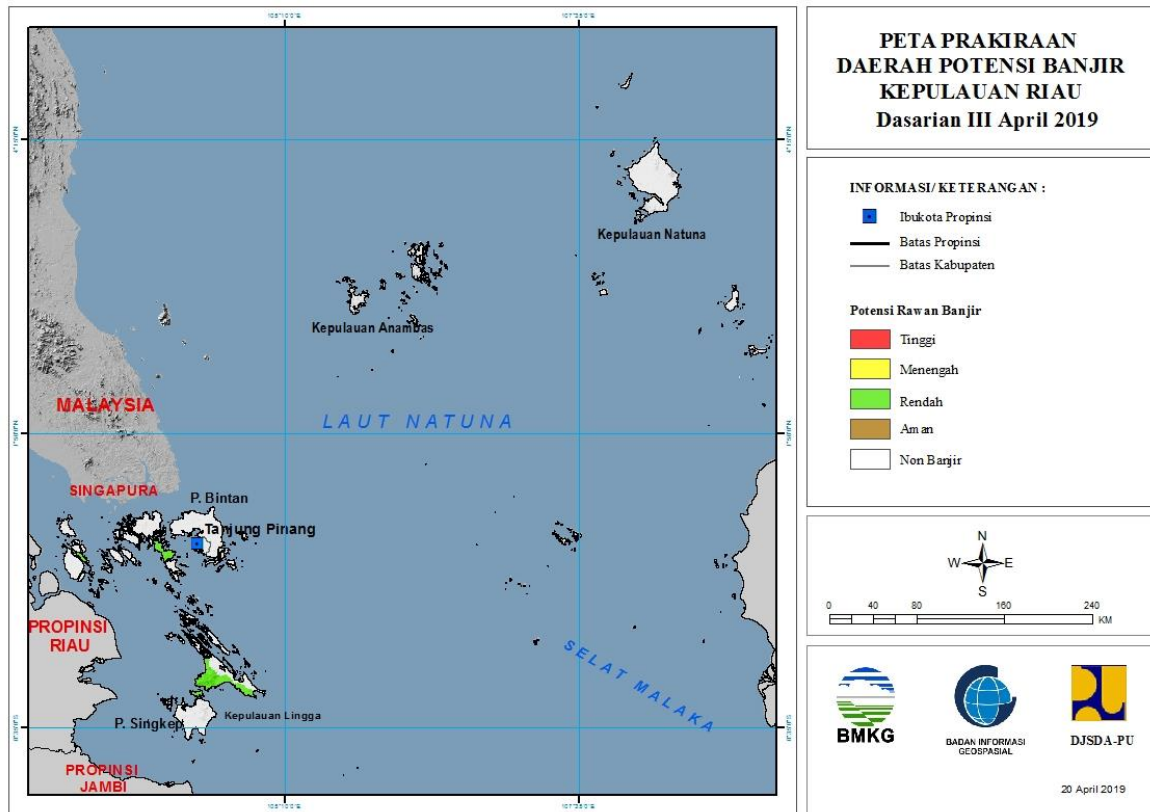 PETA PRAKIRAAN
DAERAH POTENSI BANJIR
KEPULAUAN RIAU
Dasarian III April 2019
INFORMASI/KETERANGAN :
Ibukota Propinsi
Batas Propinsi
Batas Kabupaten
Potensi Rawan Banjir
Tinggi
Menengah
Rendah
Aman
Non Banjir
N
W E
S
0 40 80 160 240
KM
BMKG
BADAN INFORMASI
GEOSPASIAL
DJSDA-PU
20 April 2019
Kepulauan Natuna
Kepulauan Anambas
MALAYSIA
LAUT NATUNA
SINGAPURA
P. Bintan
Tanjung Pinang
PROPINSI
RIAU
SELAT MALAKA
P. Singkep
Kepulauan Lingga
PROPINSI
JAMBI